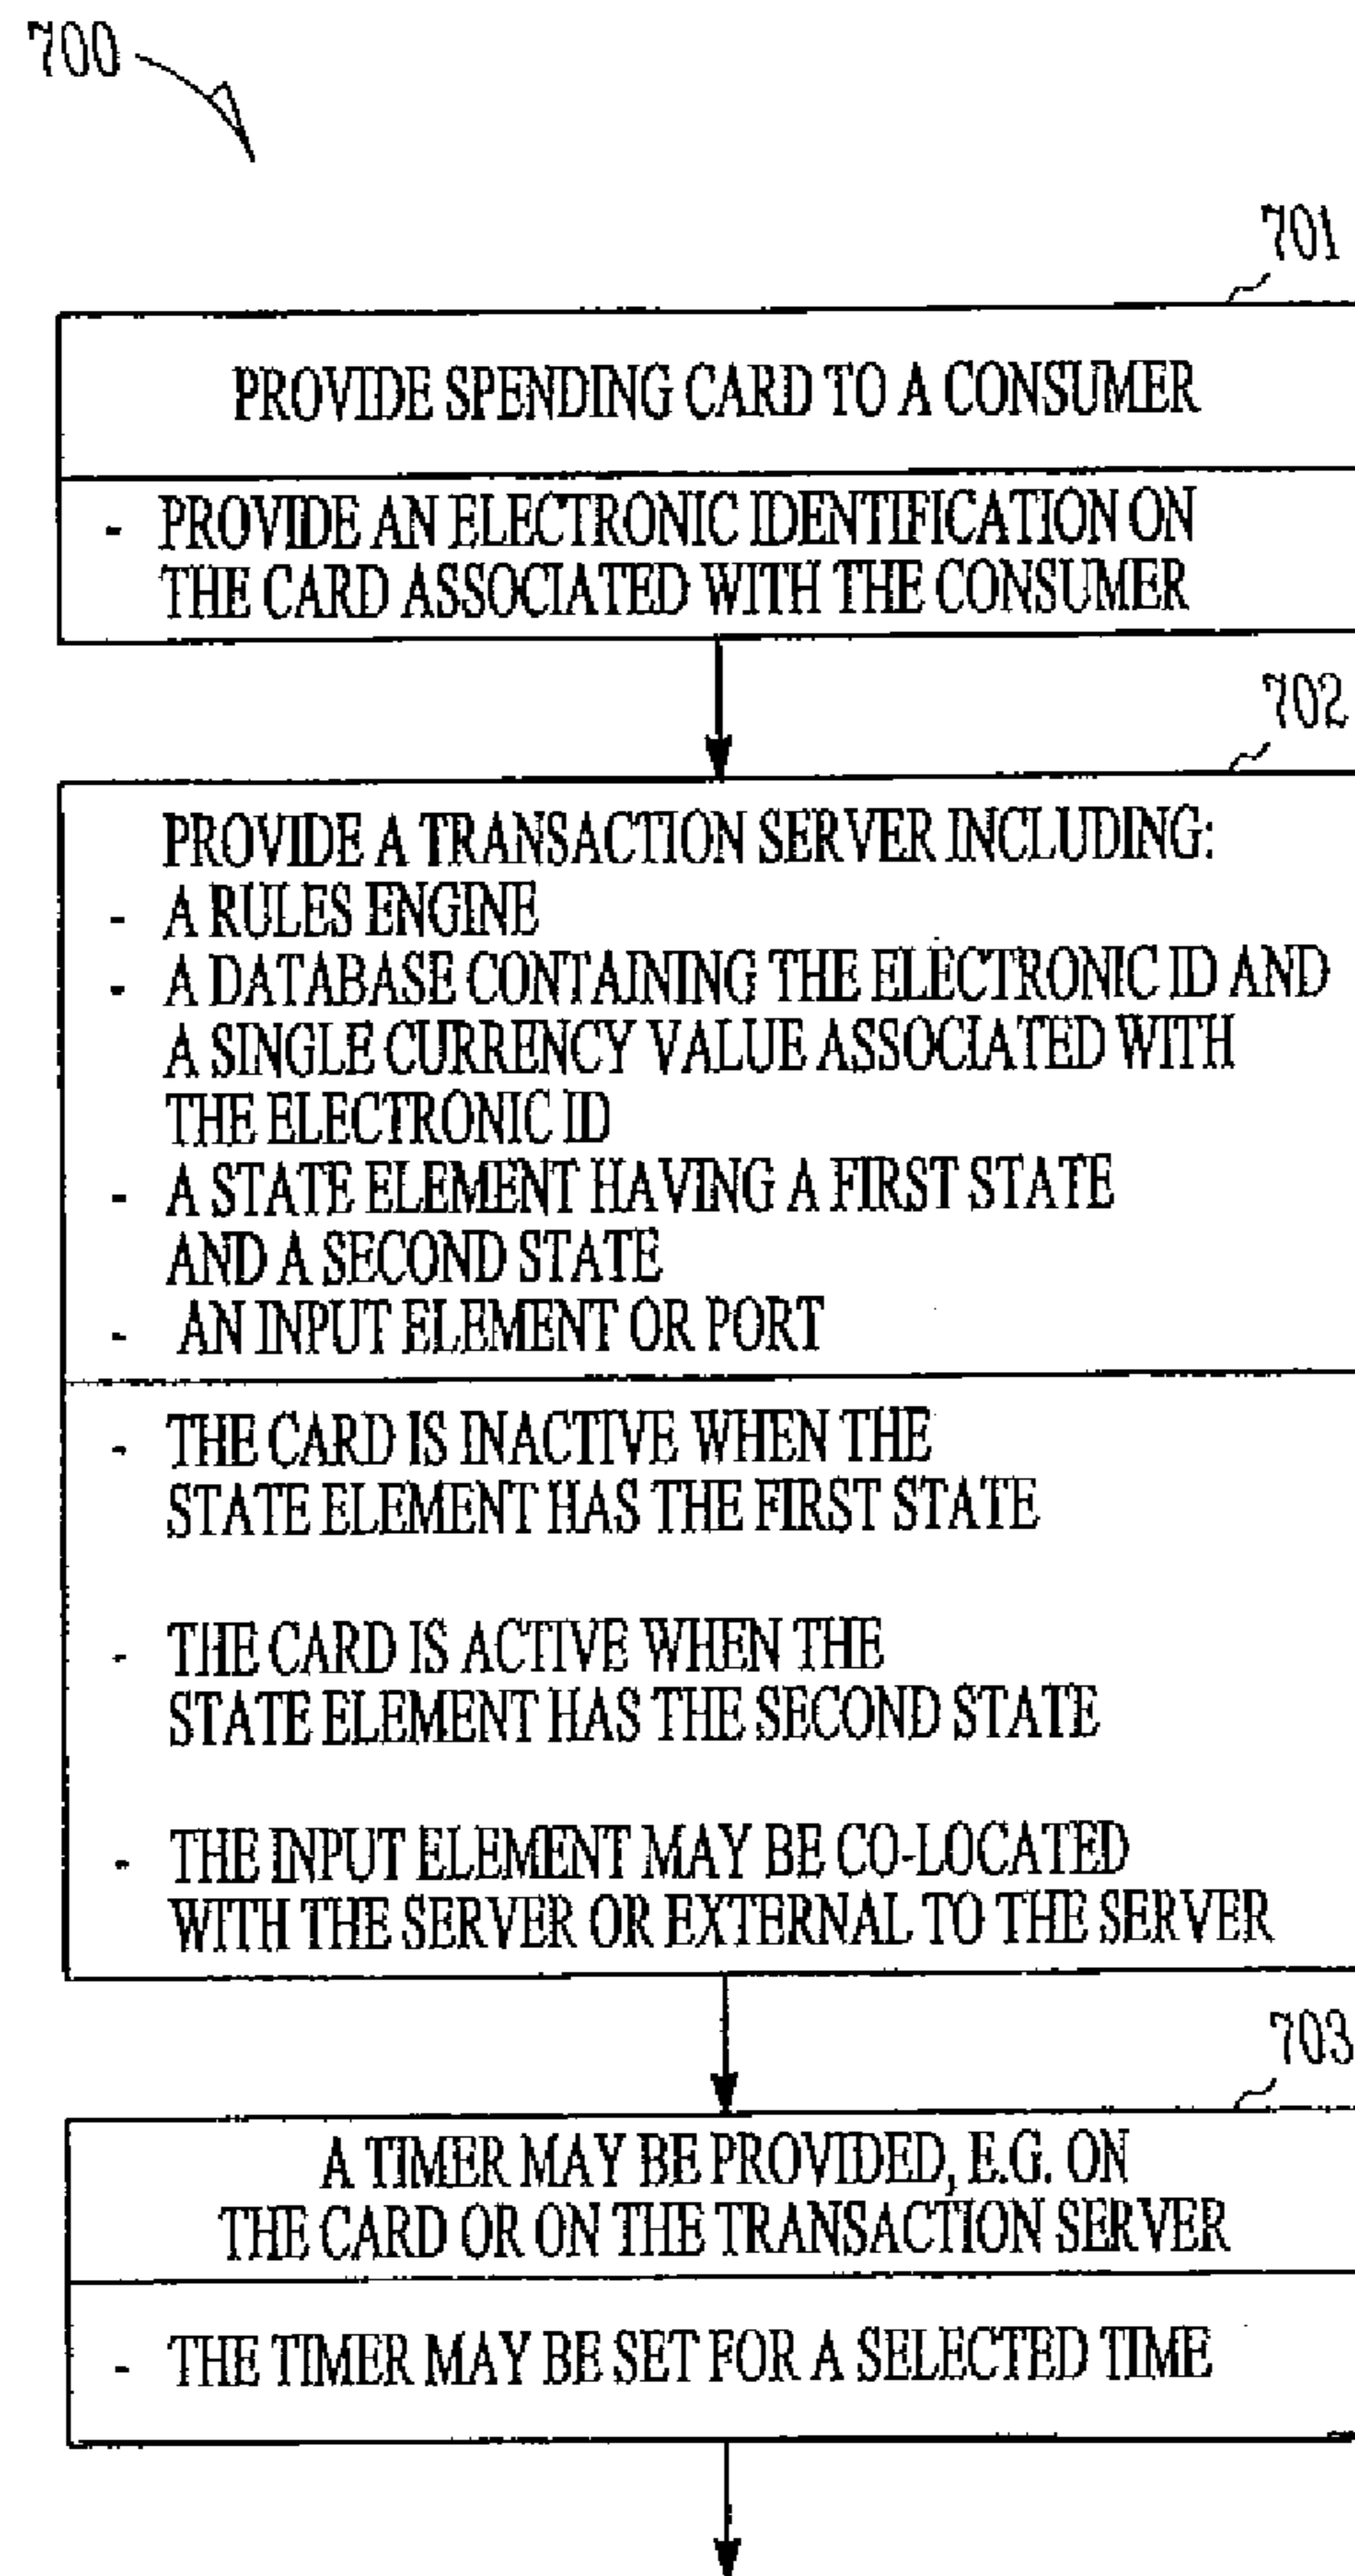 700
701
PROVIDE SPENDING CARD TO A CONSUMER
- PROVIDE AN ELECTRONIC IDENTIFICATION ON
THE CARD ASSOCIATED WITH THE CONSUMER
702
PROVIDE A TRANSACTION SERVER INCLUDING:
- A RULES ENGINE
- A DATABASE CONTAINING THE ELECTRONIC ID AND
A SINGLE CURRENCY VALUE ASSOCIATED WITH
THE ELECTRONIC ID
- A STATE ELEMENT HAVING A FIRST STATE
AND A SECOND STATE
- AN INPUT ELEMENT OR PORT
- THE CARD IS INACTIVE WHEN THE
STATE ELEMENT HAS THE FIRST STATE
- THE CARD IS ACTIVE WHEN THE
STATE ELEMENT HAS THE SECOND STATE
- THE INPUT ELEMENT MAY BE CO-LOCATED
WITH THE SERVER OR EXTERNAL TO THE SERVER
703
A TIMER MAY BE PROVIDED, E.G. ON
THE CARD OR ON THE TRANSACTION SERVER
- THE TIMER MAY BE SET FOR A SELECTED TIME